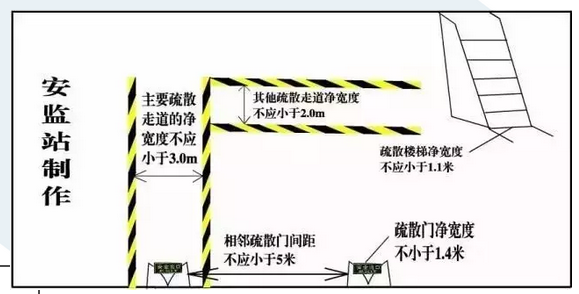 安监站制作
主要疏散
走道的净
宽度不应
小于3.0m
其他疏散走道净宽度
不应小于2.0m
疏散楼梯净宽度
不应小于1.1米
相邻疏散门间距
不应小于5米
疏散门净宽度
不小于1.4米